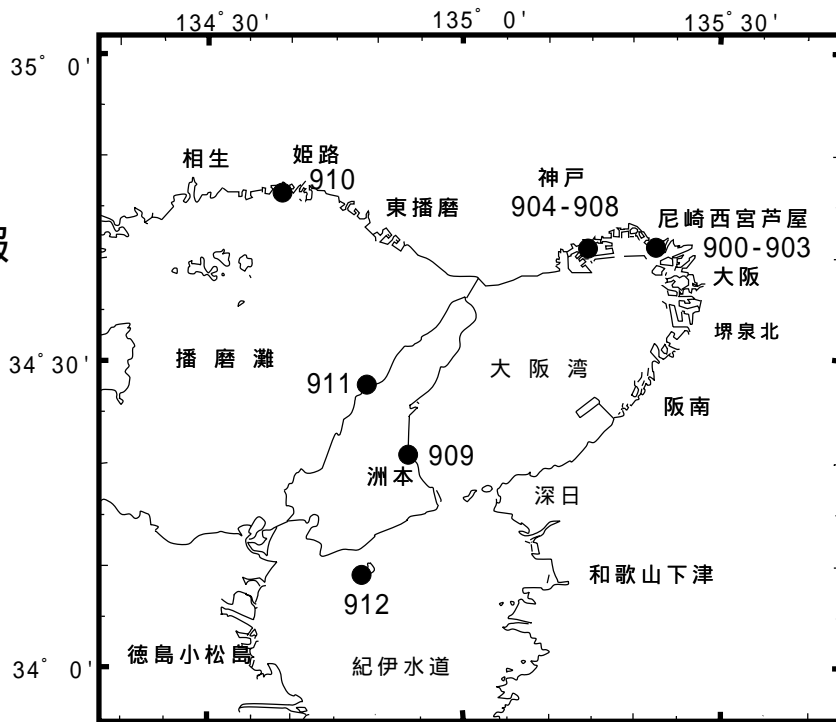 134° 30'
135° 0'
135° 30'
35° 0'
相生
姫路
910
東播磨
神戸
904-908
尼崎西宮芦屋
900-903
大阪
報
堺泉北
34° 30'
播磨灘
911
大阪湾
阪南
909
洲本
深日
和歌山下津
912
徳島小松島
紀伊水道
34° 0'